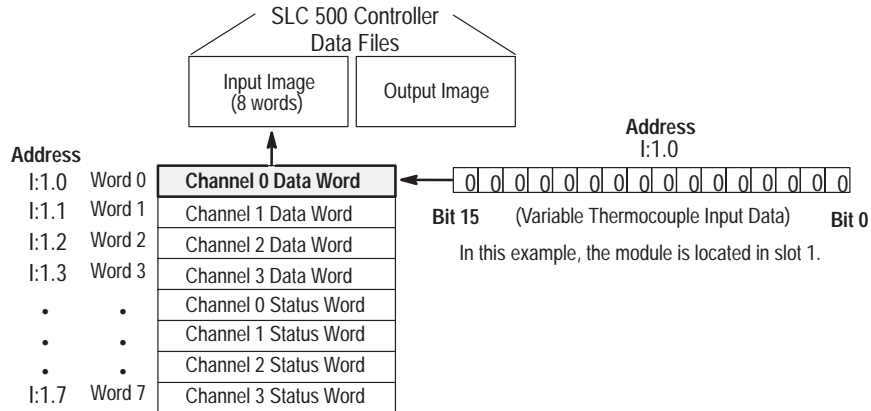 SLC 500 Controller
Data Files
Input Image
(8 words)
Output Image
Address
I:1.0
Address
I:1.0 Word 0 Channel 0 Data Word
0 0 0 0 0 0 0 0 0 0 0 0 0 0 0 0
I:1.1 Word 1 Channel 1 Data Word
Bit 15 (Variable Thermocouple Input Data) Bit 0
I:1.2 Word 2 Channel 2 Data Word
In this example, the module is located in slot 1.
I:1.3 Word 3 Channel 3 Data Word
Channel 0 Status Word
Channel 1 Status Word
Channel 2 Status Word
I:1.7 Word 7 Channel 3 Status Word